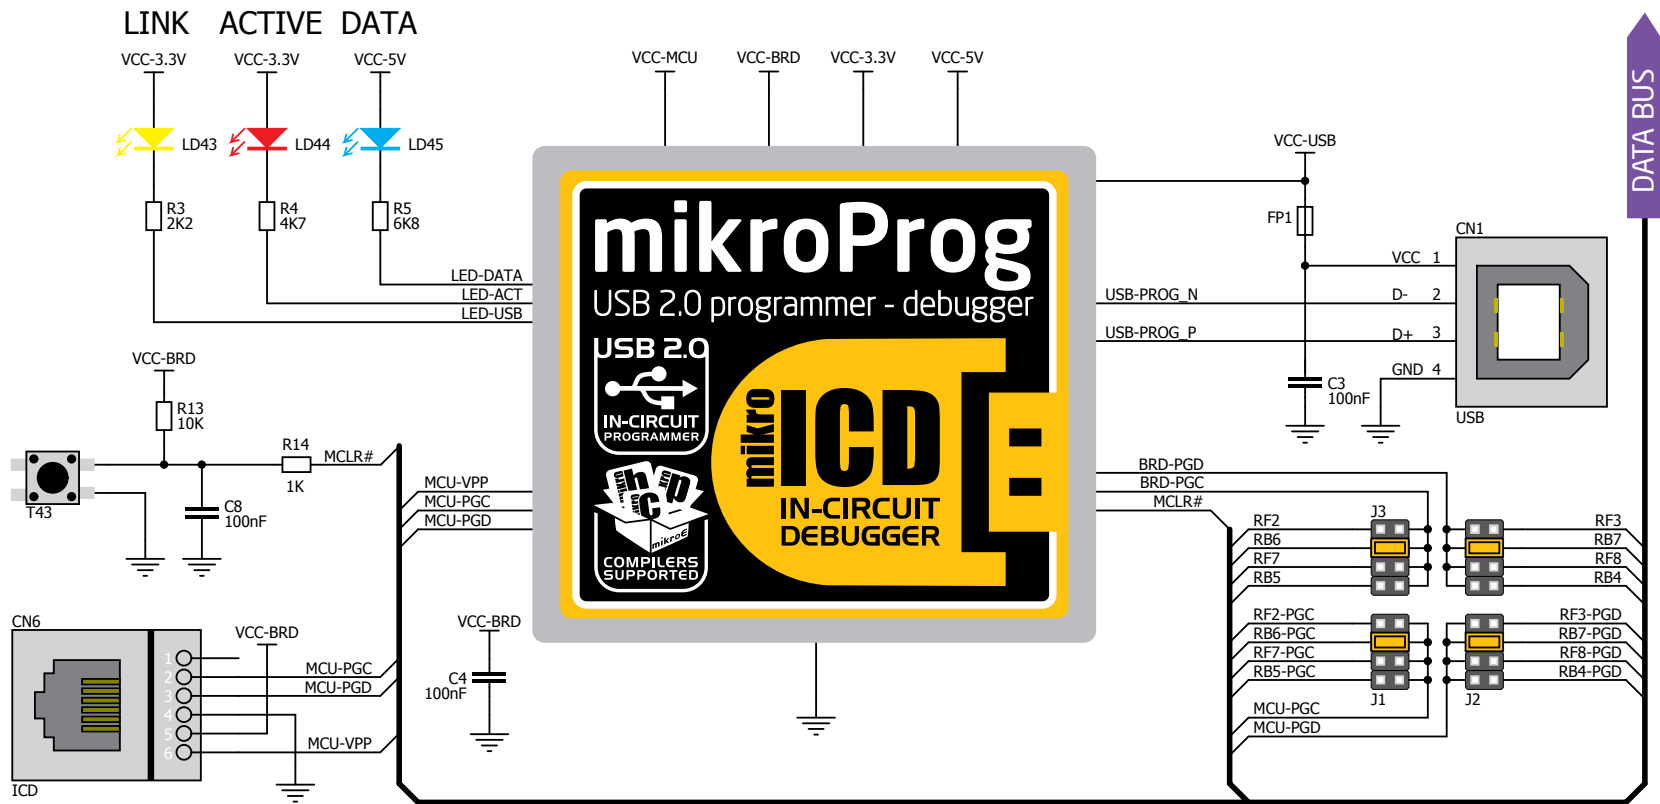 LINK ACTIVE DATA
VCC-3.3V VCC-3.3V VCC-5V
LD43 LD44 LD45
R3 2K2
R4 4K7
R5 6K8
LED-DATA
LED-ACT
LED-USB
VCC-MCU VCC-BRD VCC-3.3V VCC-5V
mikroProg
USB 2.0 programmer - debugger
USB 2.0
IN-CIRCUIT
PROGRAMMER
COMPILERS
SUPPORTED
mikroE
h
c
p
mikro
ICD
IN-CIRCUIT
DEBUGGER
VCC-USB
FP1
CN1
VCC 1
D- 2
D+ 3
GND 4
USB
USB-PROG_N
USB-PROG_P
C3
100nF
DATA BUS
VCC-BRD
R13
10K
R14
1K
MCLR#
T43
C8
100nF
MCU-VPP
MCU-PGC
MCU-PGD
CN6
VCC-BRD
1
2
3
4
5
6
MCU-PGC
MCU-PGD
MCU-VPP
ICD
VCC-BRD
C4
100nF
BRD-PGD
BRD-PGC
MCLR#
J3
RF2
RB6
RF7
RB5
RF3
RB7
RF8
RB4
RF2-PGC
RB6-PGC
RF7-PGC
RB5-PGC
RF3-PGD
RB7-PGD
RF8-PGD
RB4-PGD
J1 J2
MCU-PGC
MCU-PGD